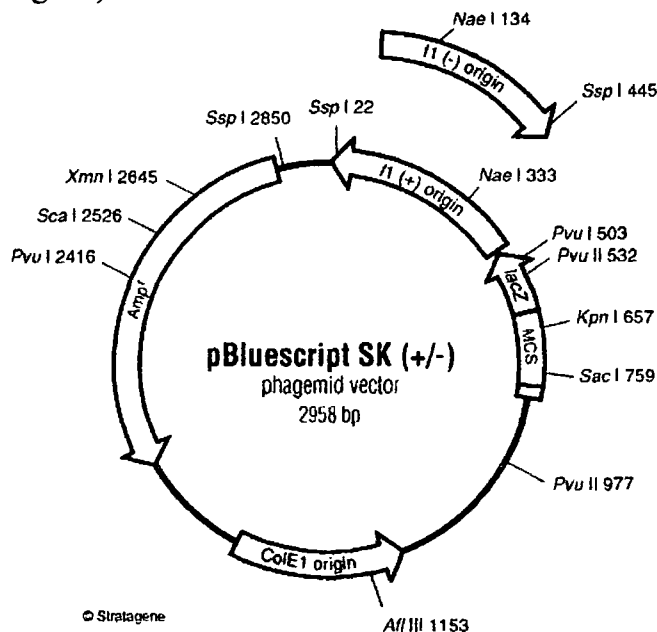 Nae I 134
f1 (-) origin
Ssp I 445
Ssp I 2850
Ssp I 22
Xmn I 2645
Nae I 333
f1 (+) origin
Sca I 2526
Pvu I 503
Pvu I 2416
Pvu II 532
Ampr
lacZ
Kpn I 657
MCS
pBluescript SK (+/-)
phagemid vector
2958 bp
Sac I 759
Pvu II 977
ColE1 origin
© Stratagene
Afl III 1153